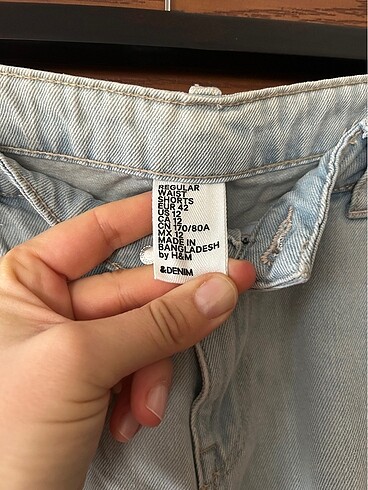 REGULAR
WAIST
SHORTS
EUR 42
US 12
CA 12
CN 170/80A
MX 12
MADE IN
BANGLADESH
by H&M
&DENIM